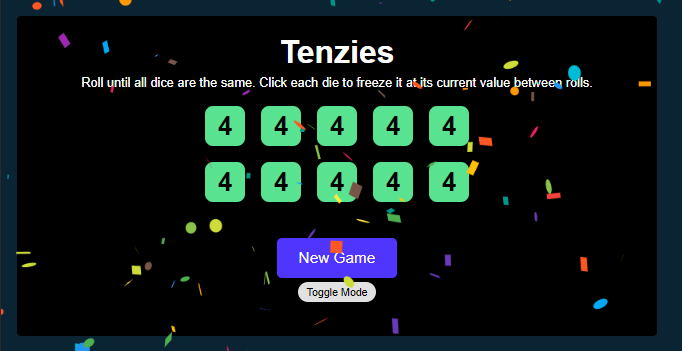 Tenzies
Roll until all dice are the same. Click each die to freeze it at its current value between rolls.
4 4 4 4 4
4 4 4 4 4
New Game
Toggle Mode